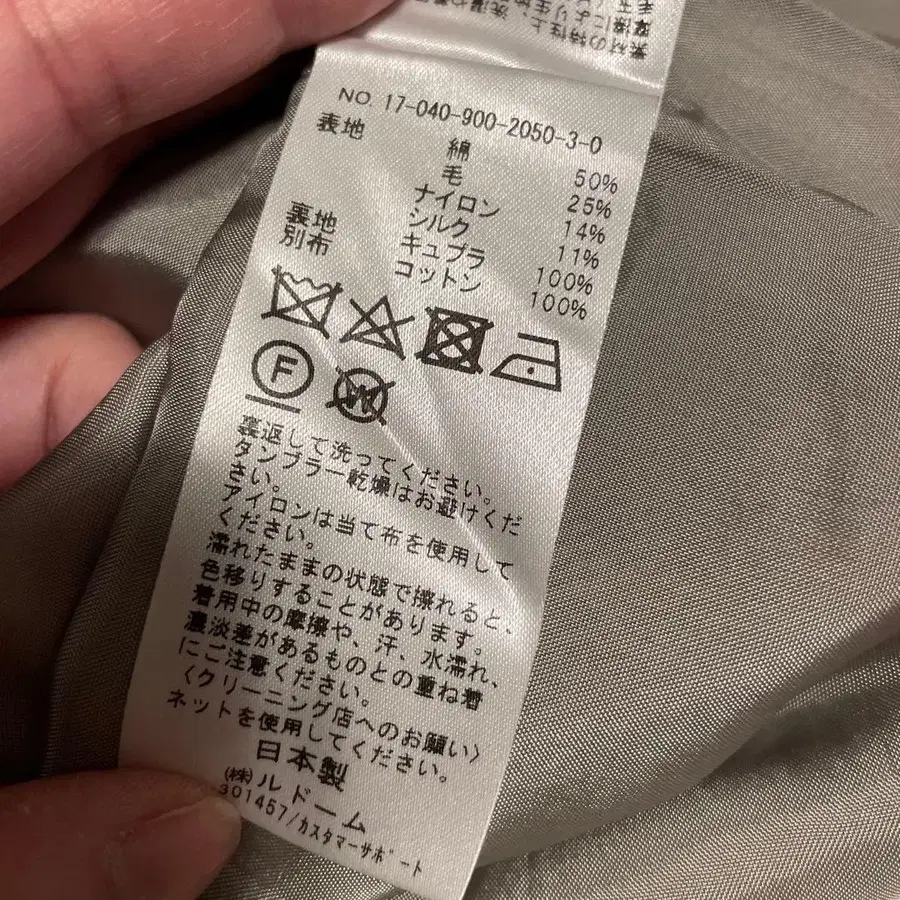 素材の特性上
NO. 17-040-900-2050-3-0
表地 綿 50%
毛 25%
ナイロン 14%
シルク 11%
裏地 キュプラ 100%
別布 コットン 100%
F W
裏返して洗ってください。
タンブラー乾燥はお避けくだ
さい。
アイロンは当て布を使用して
ください。
濡れたままの状態で擦れると、
色移りすることがあります。
着用中の摩擦や、汗、水濡れ、
濃淡差があるものとの重ね着
にご注意ください。
〈クリーニング店へのお願い〉
ネットを使用してください。
日本製
(株)ルドーム
301457/カスタマーサポート